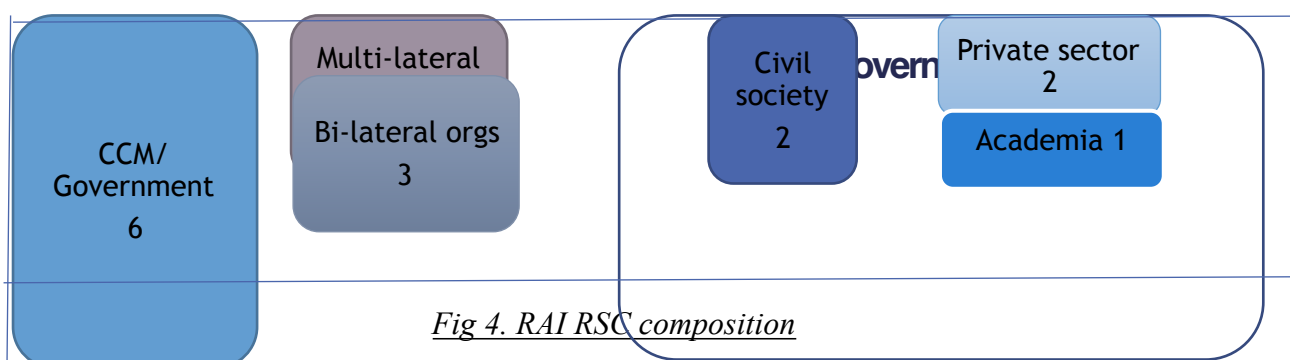 CCM/
Government
6
Multi-lateral
Bi-lateral orgs
3
Civil
society
2
overn
Private sector
2
Academia 1
Fig 4. RAI RSC composition